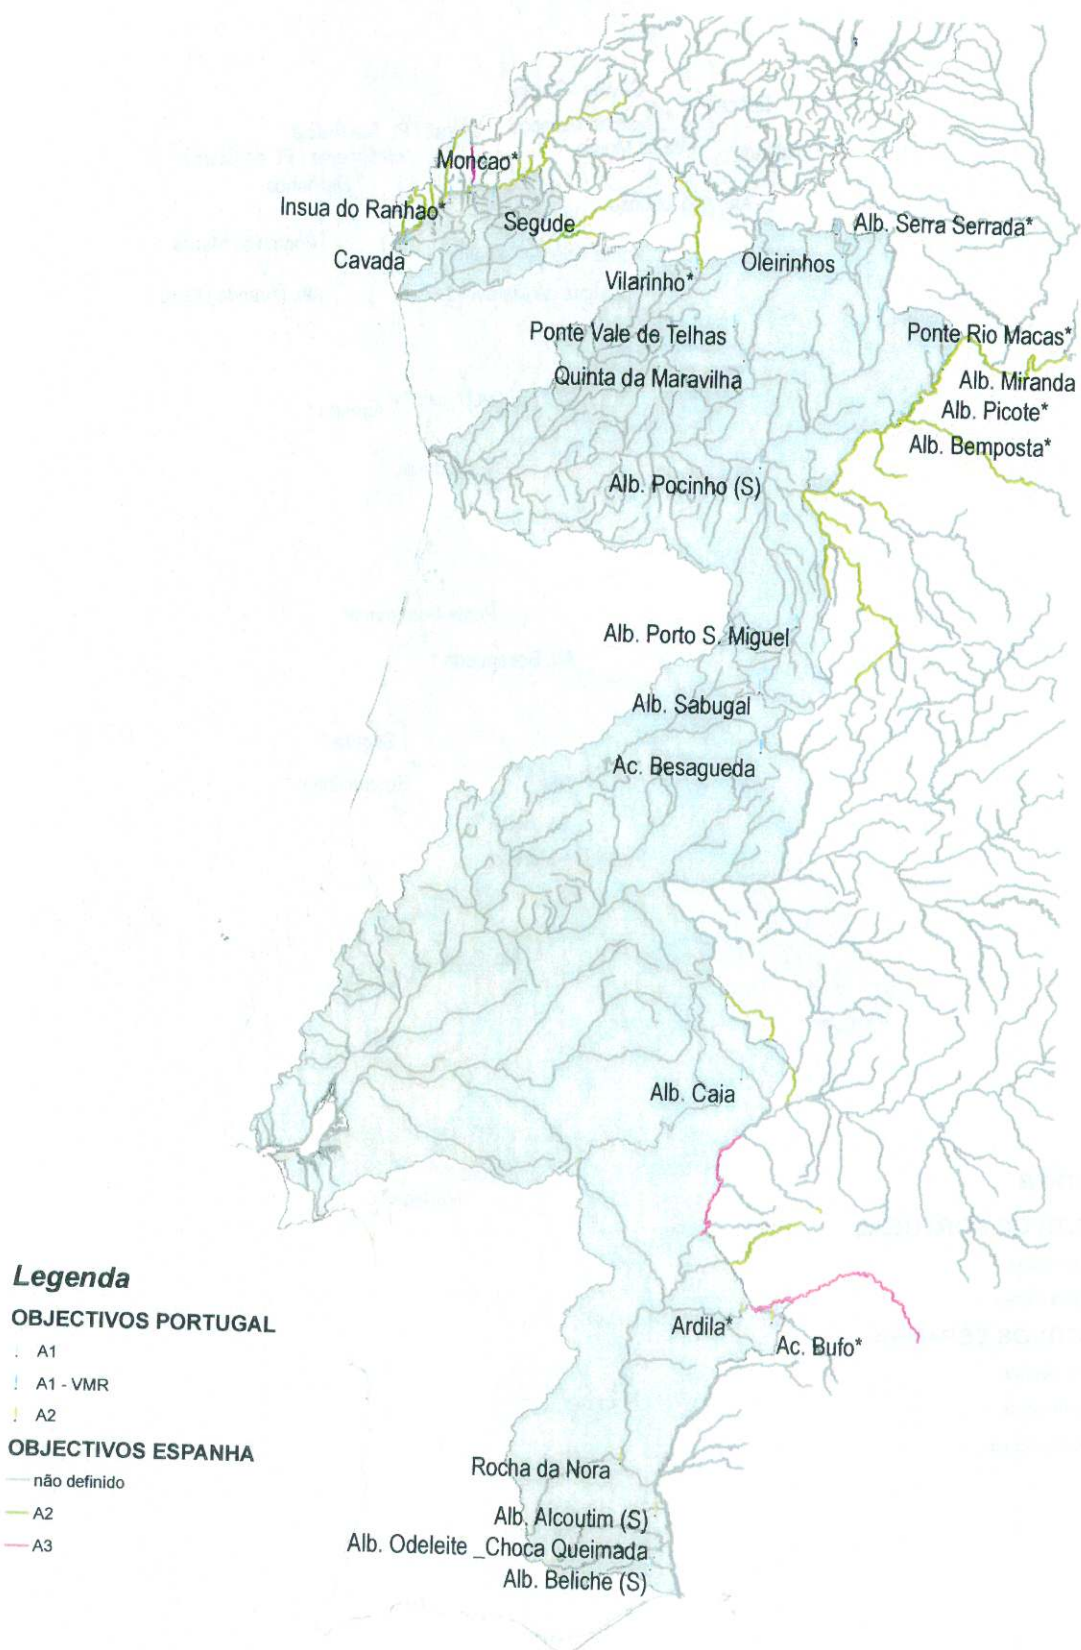 Moncao*
Insua do Ranhao*
Segude
Alb. Serra Serrada*
Cavada
Oleirinhos
Vilarinho*
Ponte Vale de Telhas
Ponte Rio Macas*
Quinta da Maravilha
Alb. Miranda
Alb. Picote*
Alb. Bemposta*
Alb. Pocinho (S)
Alb. Porto S. Miguel
Alb. Sabugal
Ac. Besagueda
Alb. Caia
Legenda
OBJECTIVOS PORTUGAL
A1
A1 - VMR
A2
OBJECTIVOS ESPANHA
não definido
A2
A3
Ardila*
Ac. Bufo*
Rocha da Nora
Alb. Alcoutim (S)
Alb. Odeleite _Choca Queimada
Alb. Beliche (S)